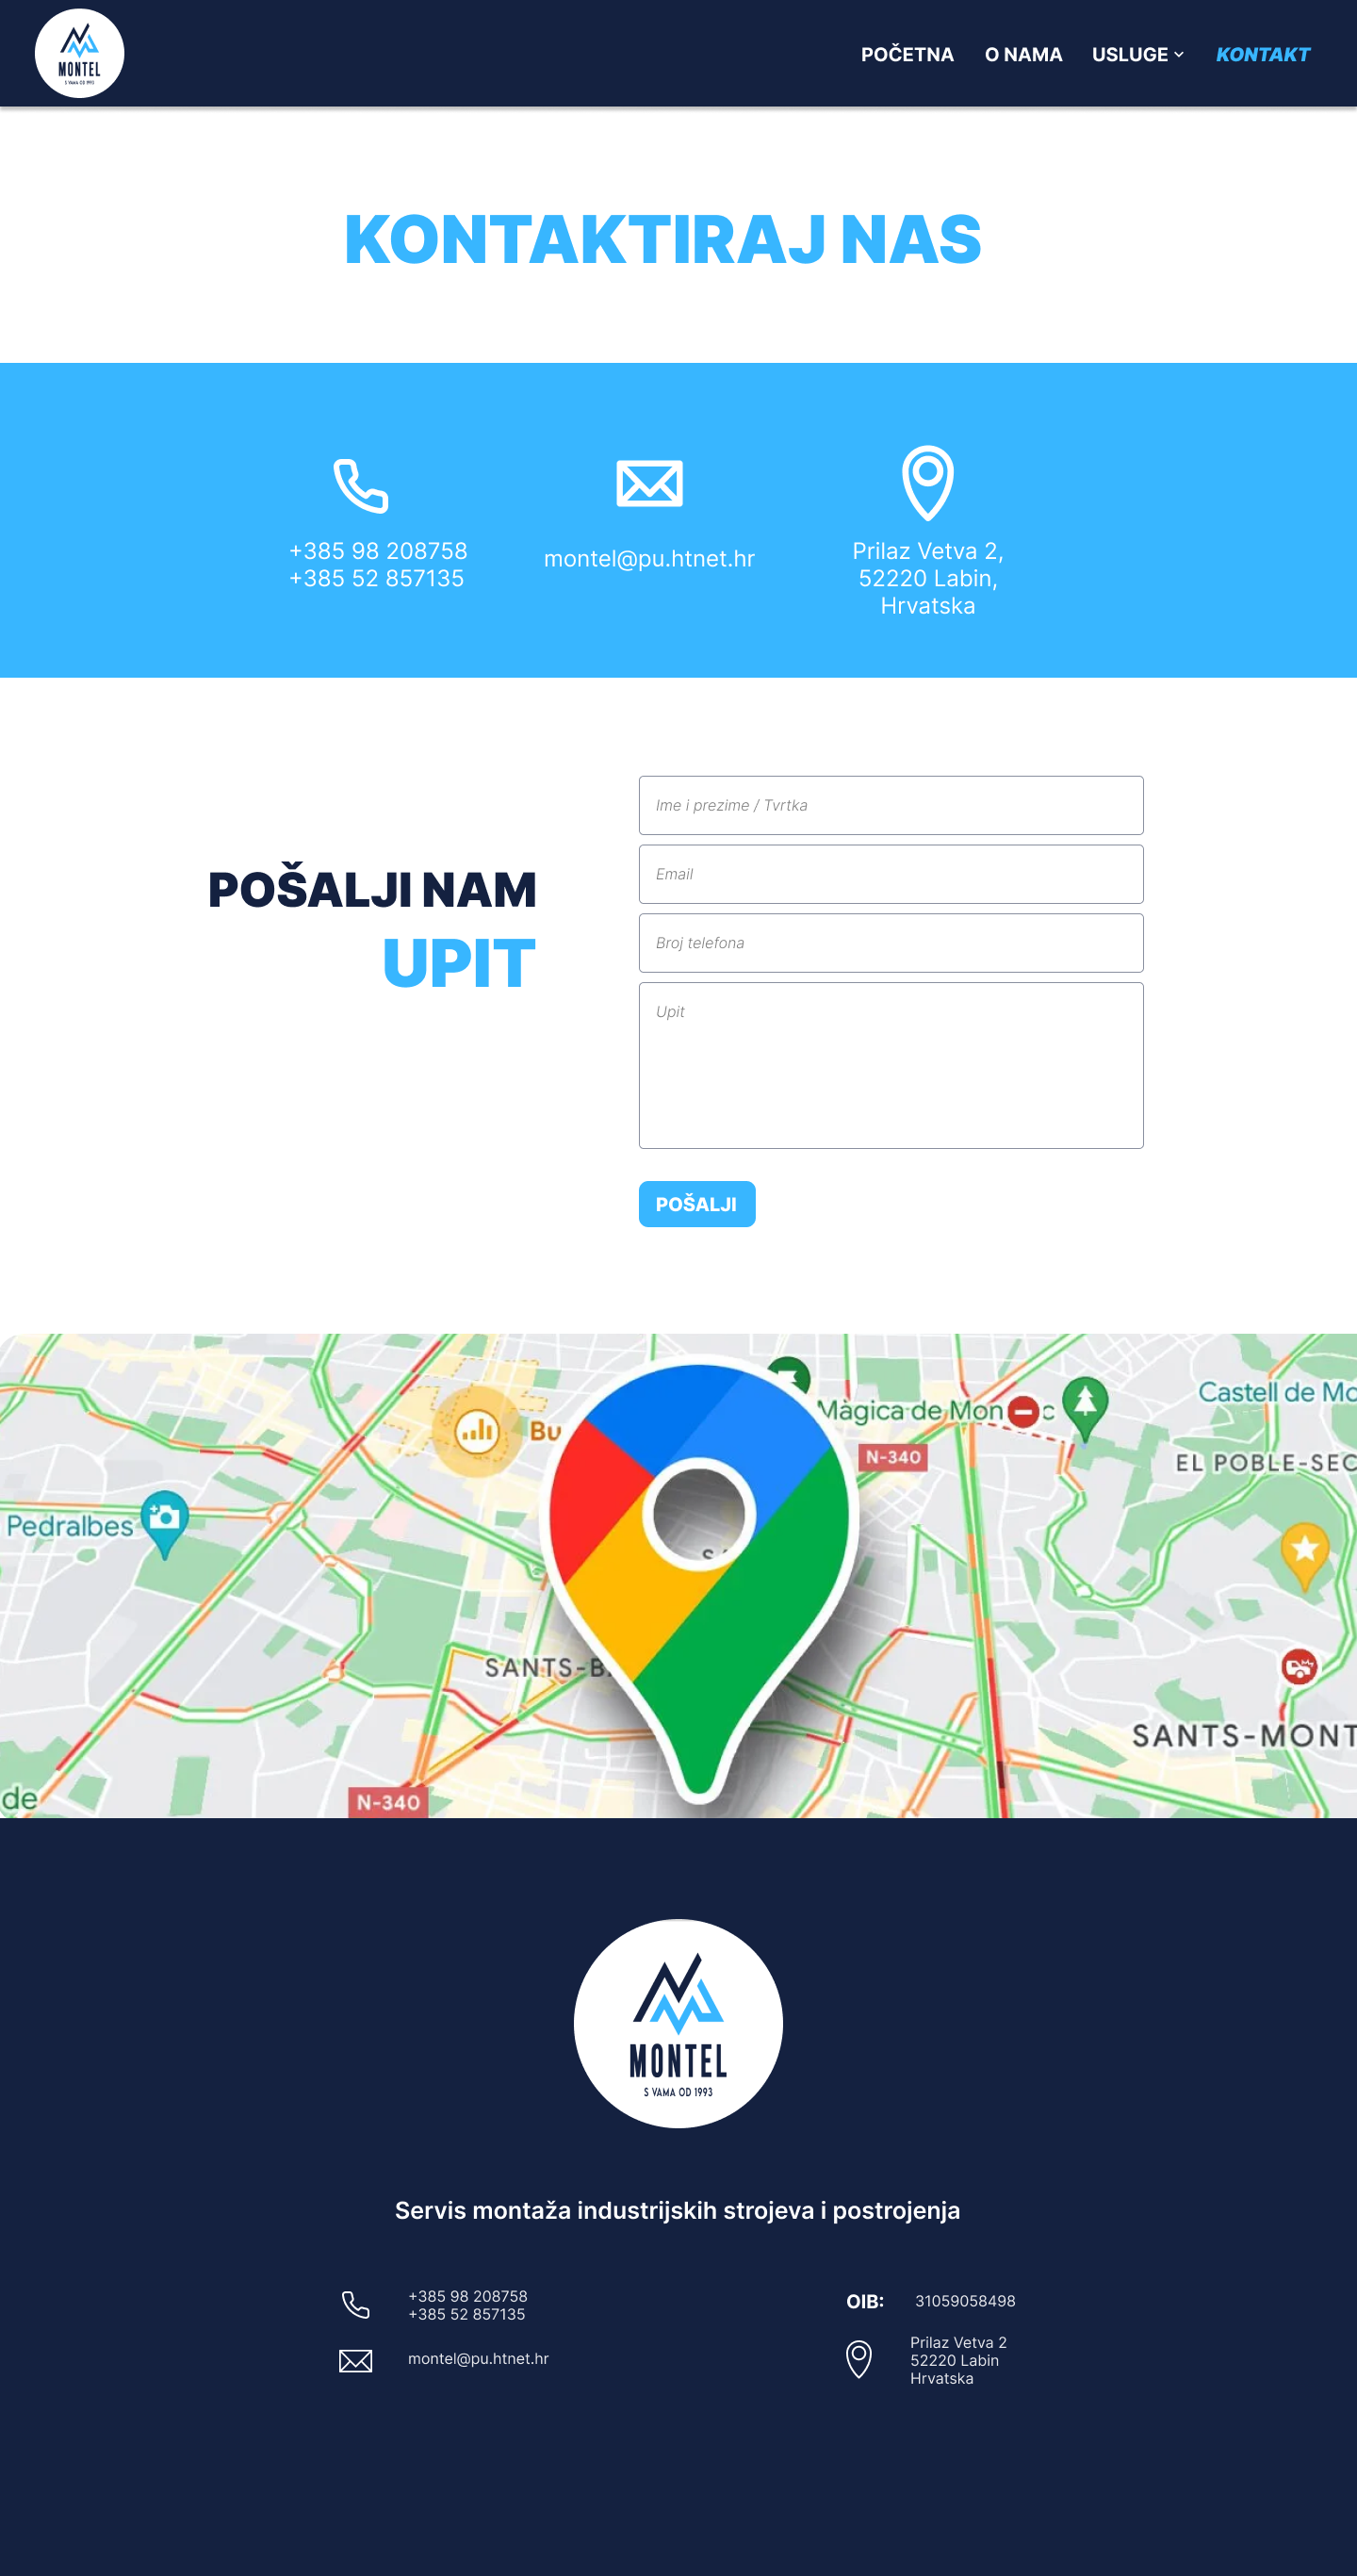 MONTEL
S VAMA OD 1993
POČETNA
O NAMA
USLUGE
KONTAKT
KONTAKTIRAJ NAS
+385 98 208758
+385 52 857135
montel@pu.htnet.hr
Prilaz Vetva 2,
52220 Labin,
Hrvatska
POŠALJI NAM
UPIT
Ime i prezime / Tvrtka
Email
Broj telefona
Upit
POŠALJI
Castell de Mo
Màgica de Mon
N-340
EL POBLE-SEC
Bu
Pedralbes
SANTS-B
SANTS-MONT
de
N-340
MONTEL
S VAMA OD 1993
Servis montaža industrijskih strojeva i postrojenja
+385 98 208758
+385 52 857135
montel@pu.htnet.hr
OIB: 31059058498
Prilaz Vetva 2
52220 Labin
Hrvatska